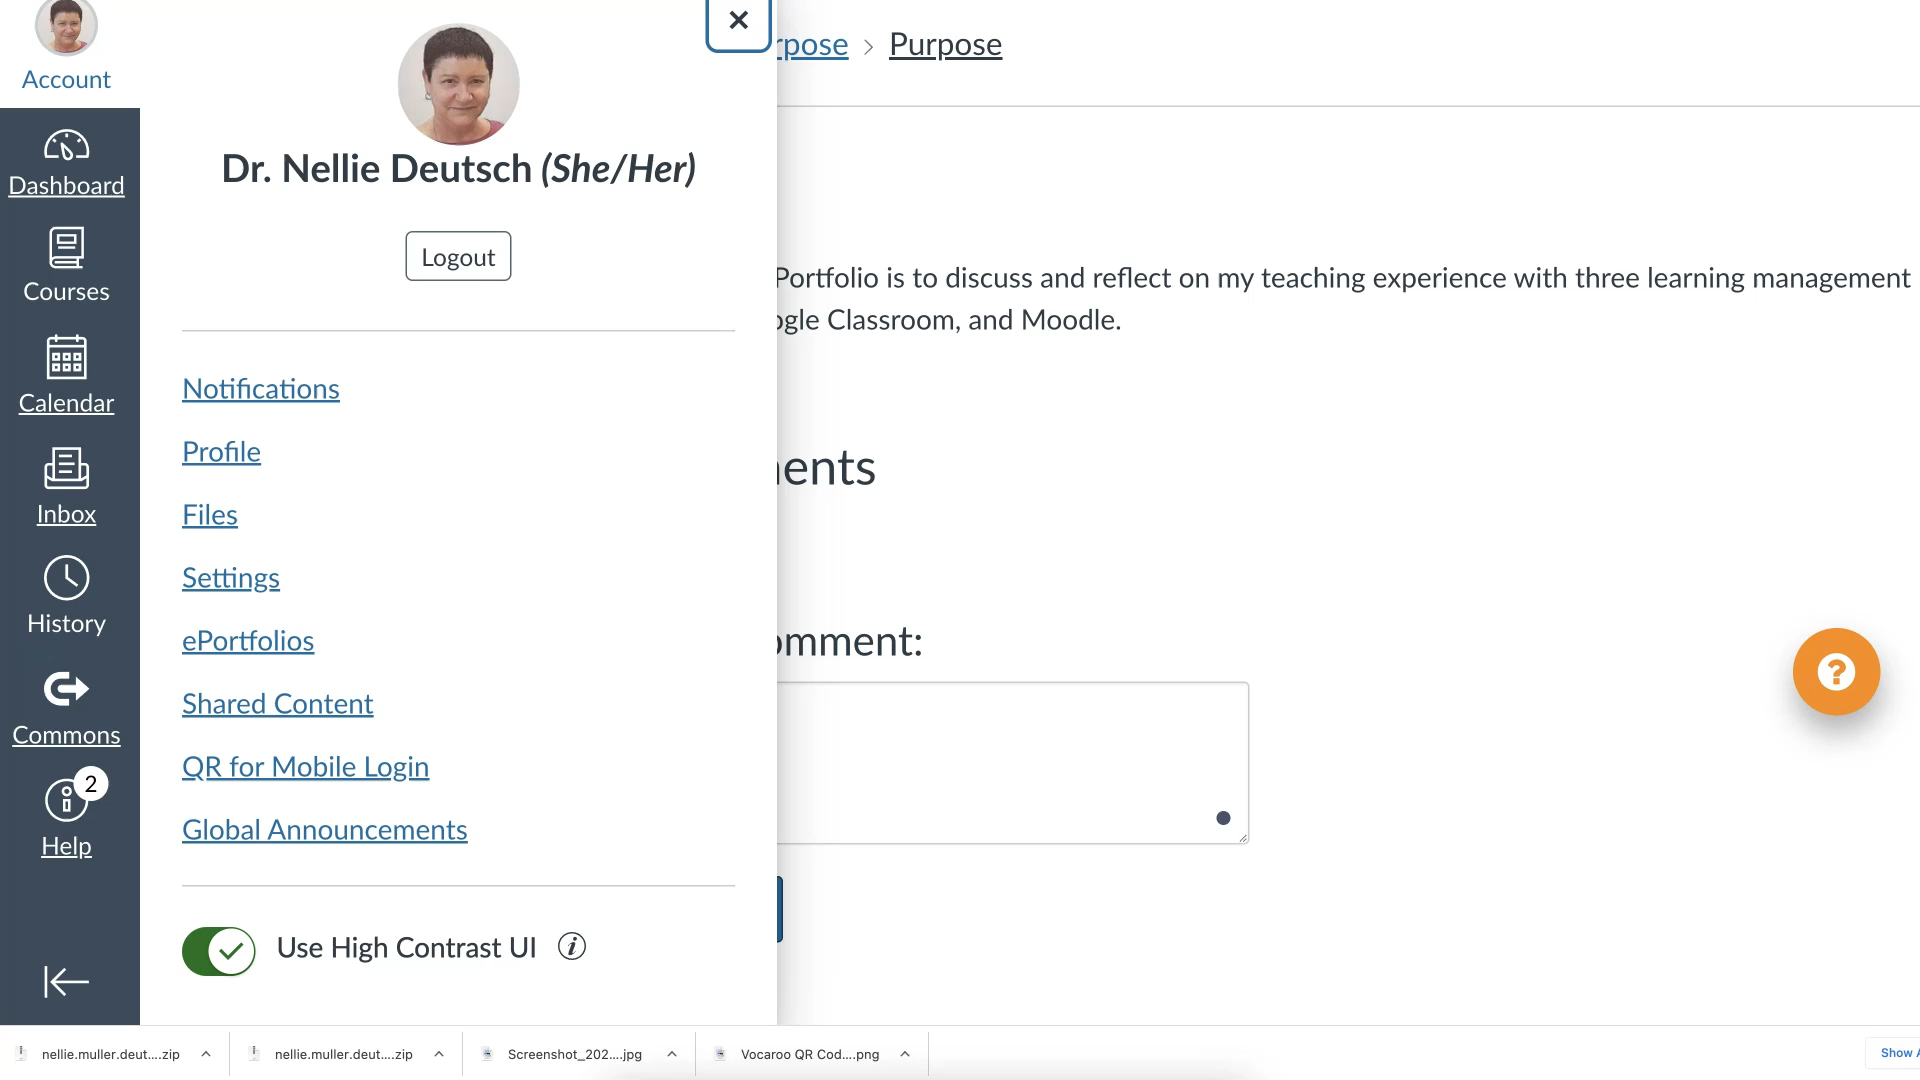 Account
Dashboard
Courses
Calendar
Inbox
History
Commons
2
Help
Dr. Nellie Deutsch (She/Her)
Logout
Notifications
Profile
Files
Settings
ePortfolios
Shared Content
QR for Mobile Login
Global Announcements
Use High Contrast UI
rpose > Purpose
Portfolio is to discuss and reflect on my teaching experience with three learning management
ogle Classroom, and Moodle.
ments
omment:
nellie.muller.deut....zip
nellie.muller.deut....zip
Screenshot_202....jpg
Vocaroo QR Cod....png
Show A